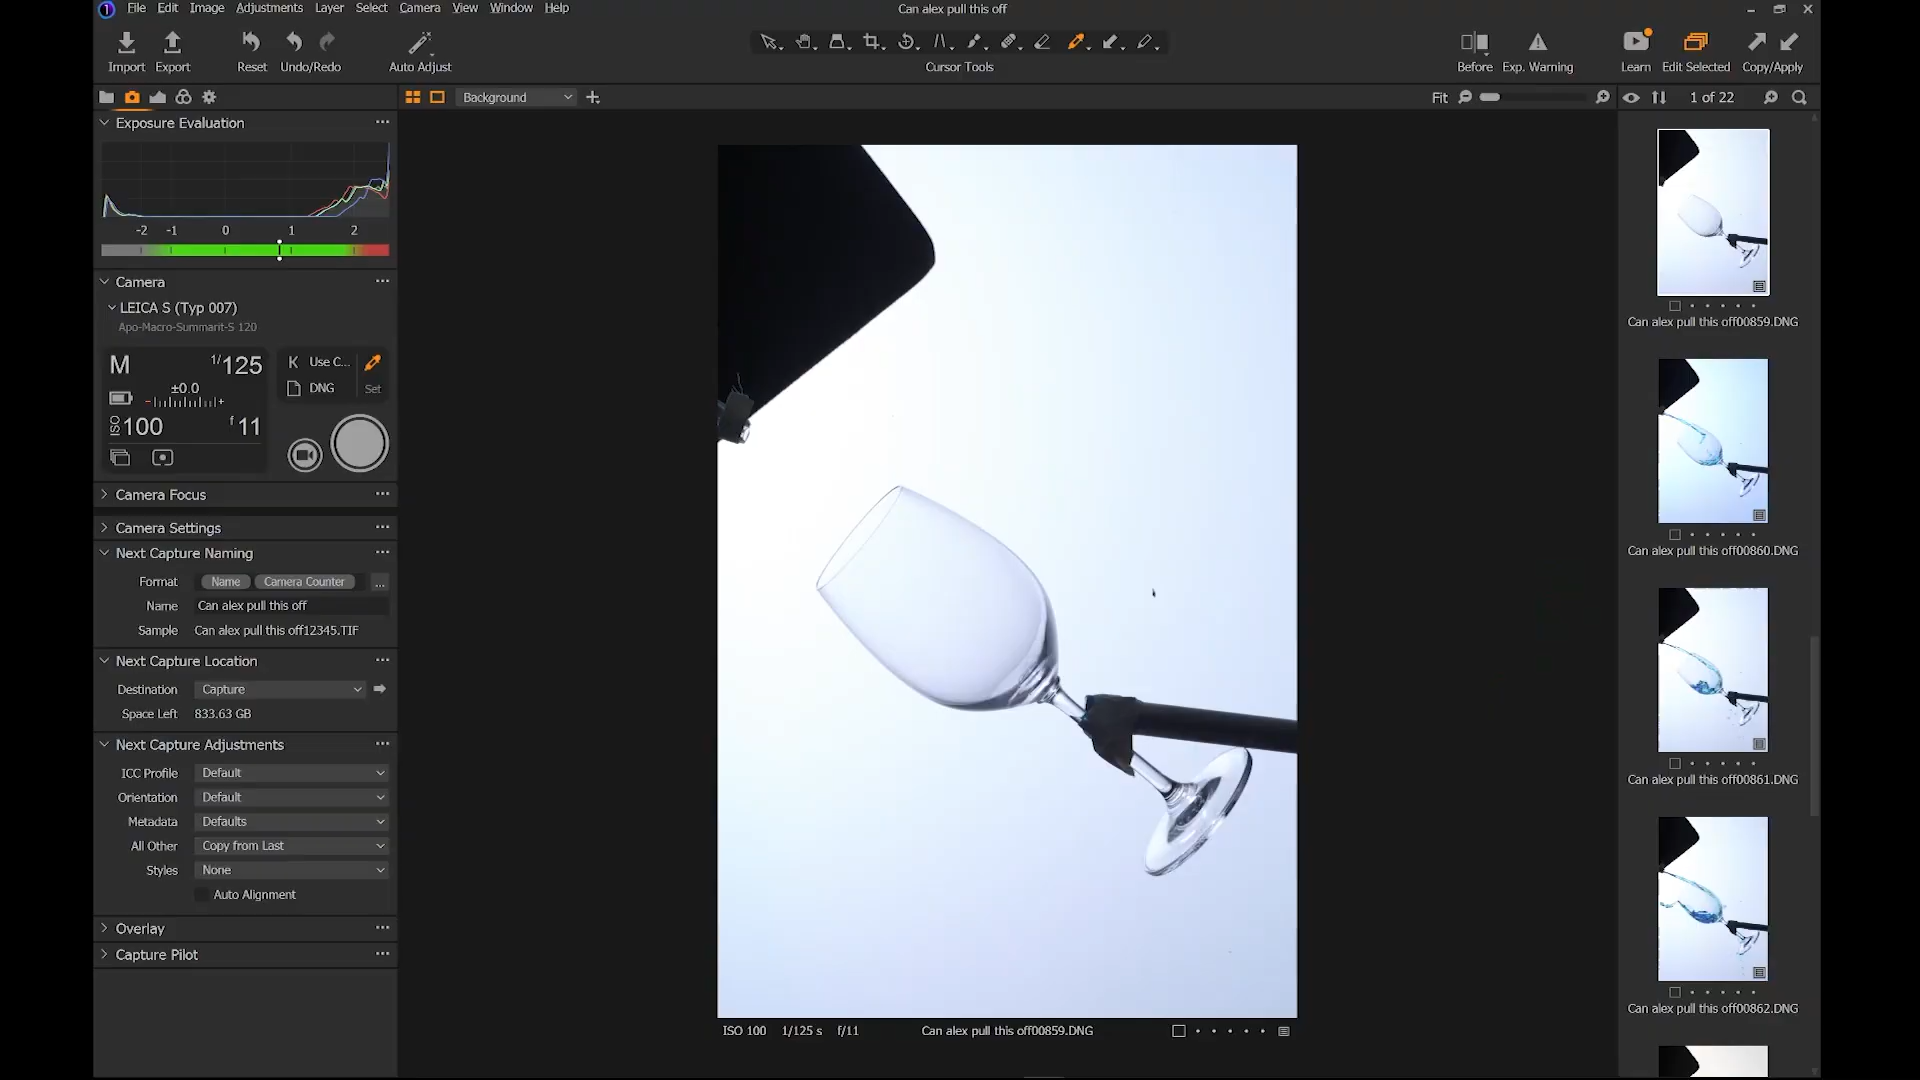 File Edit Image Adjustments Layer Select Camera View Window Help
Can alex pull this off
Import Export Reset Undo/Redo Auto Adjust
Cursor Tools
Before Exp. Warning Learn Edit Selected Copy/Apply
Background
Fit
1 of 22
Exposure Evaluation
-2 -1 0 1 2
Camera
LEICA S (Typ 007)
Apo-Macro-Summarit-S 120
M 1/125
K Use C...
±0.0
DNG Set
ISO 100 f 11
Camera Focus
Camera Settings
Next Capture Naming
Format Name Camera Counter ...
Name Can alex pull this off
Sample Can alex pull this off12345.TIF
Next Capture Location
Destination Capture
Space Left 833.63 GB
Next Capture Adjustments
ICC Profile Default
Orientation Default
Metadata Defaults
All Other Copy from Last
Styles None
Auto Alignment
Overlay
Capture Pilot
ISO 100 1/125 s f/11 Can alex pull this off00859.DNG
Can alex pull this off00859.DNG
Can alex pull this off00860.DNG
Can alex pull this off00861.DNG
Can alex pull this off00862.DNG